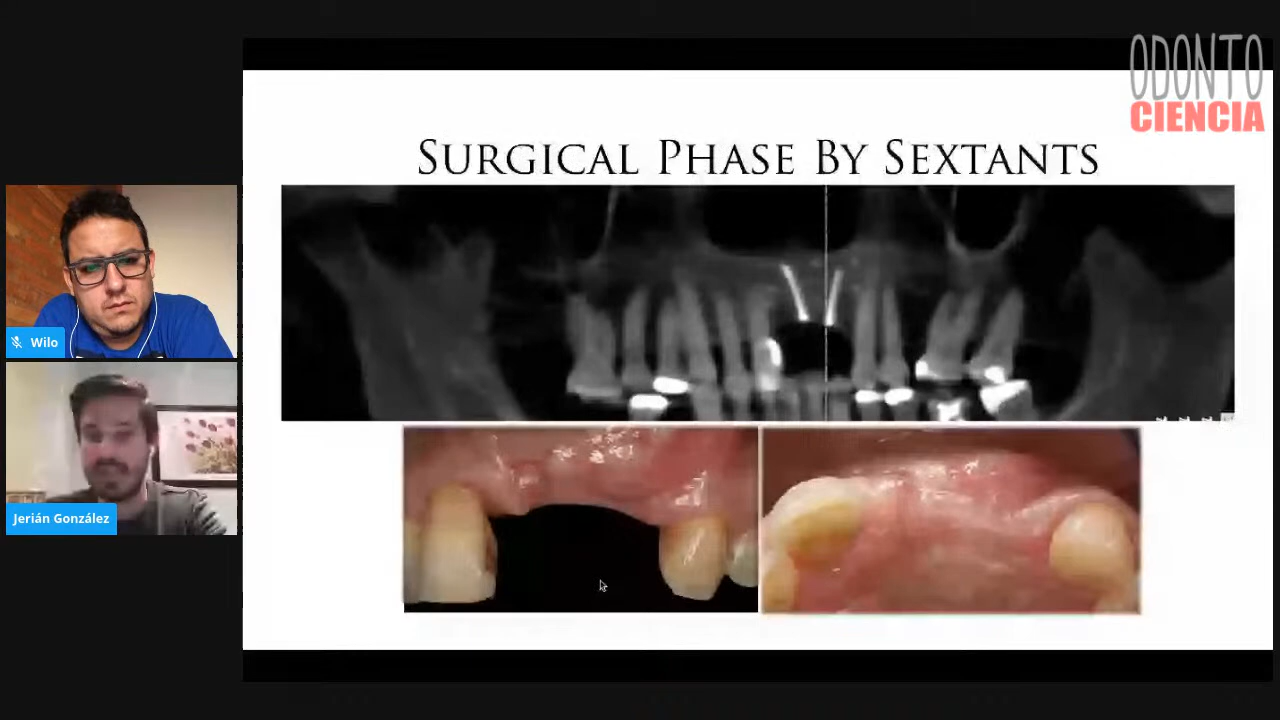 ODONTO
CIENCIA
SURGICAL PHASE BY SEXTANTS
Wilo
Jerián González